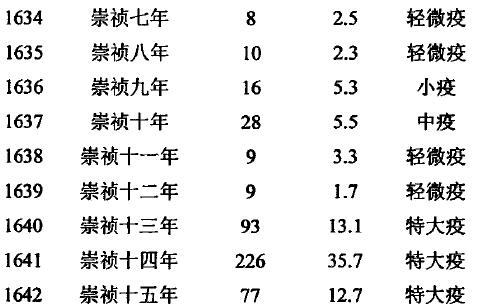 1634 崇祯七年 8 2.5 轻微疫
1635 崇祯八年 10 2.3 轻微疫
1636 崇祯九年 16 5.3 小疫
1637 崇祯十年 28 5.5 中疫
1638 崇祯十一年 9 3.3 轻微疫
1639 崇祯十二年 9 1.7 轻微疫
1640 崇祯十三年 93 13.1 特大疫
1641 崇祯十四年 226 35.7 特大疫
1642 崇祯十五年 77 12.7 特大疫